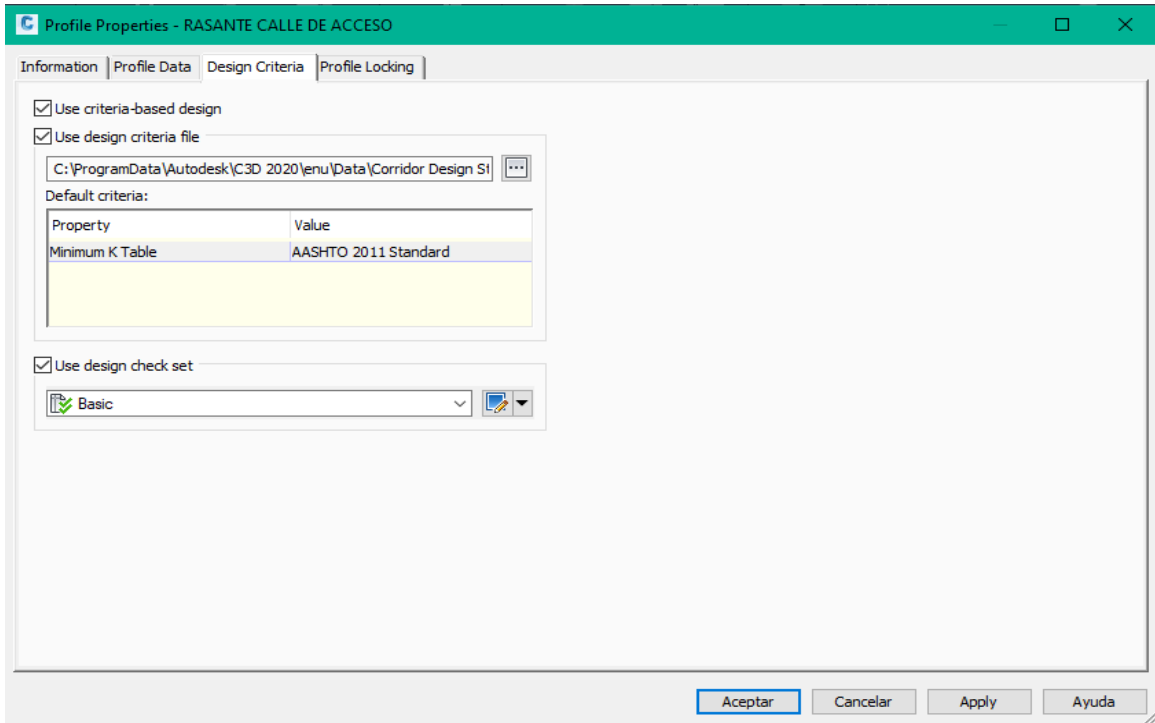 Profile Properties - RASANTE CALLE DE ACCESO
Information Profile Data Design Criteria Profile Locking
Use criteria-based design
Use design criteria file
C:\ProgramData\Autodesk\C3D 2020\enu\Data\Corridor Design St
Default criteria:
Property Value
Minimum K Table AASHTO 2011 Standard
Use design check set
Basic
Aceptar Cancelar Apply Ayuda